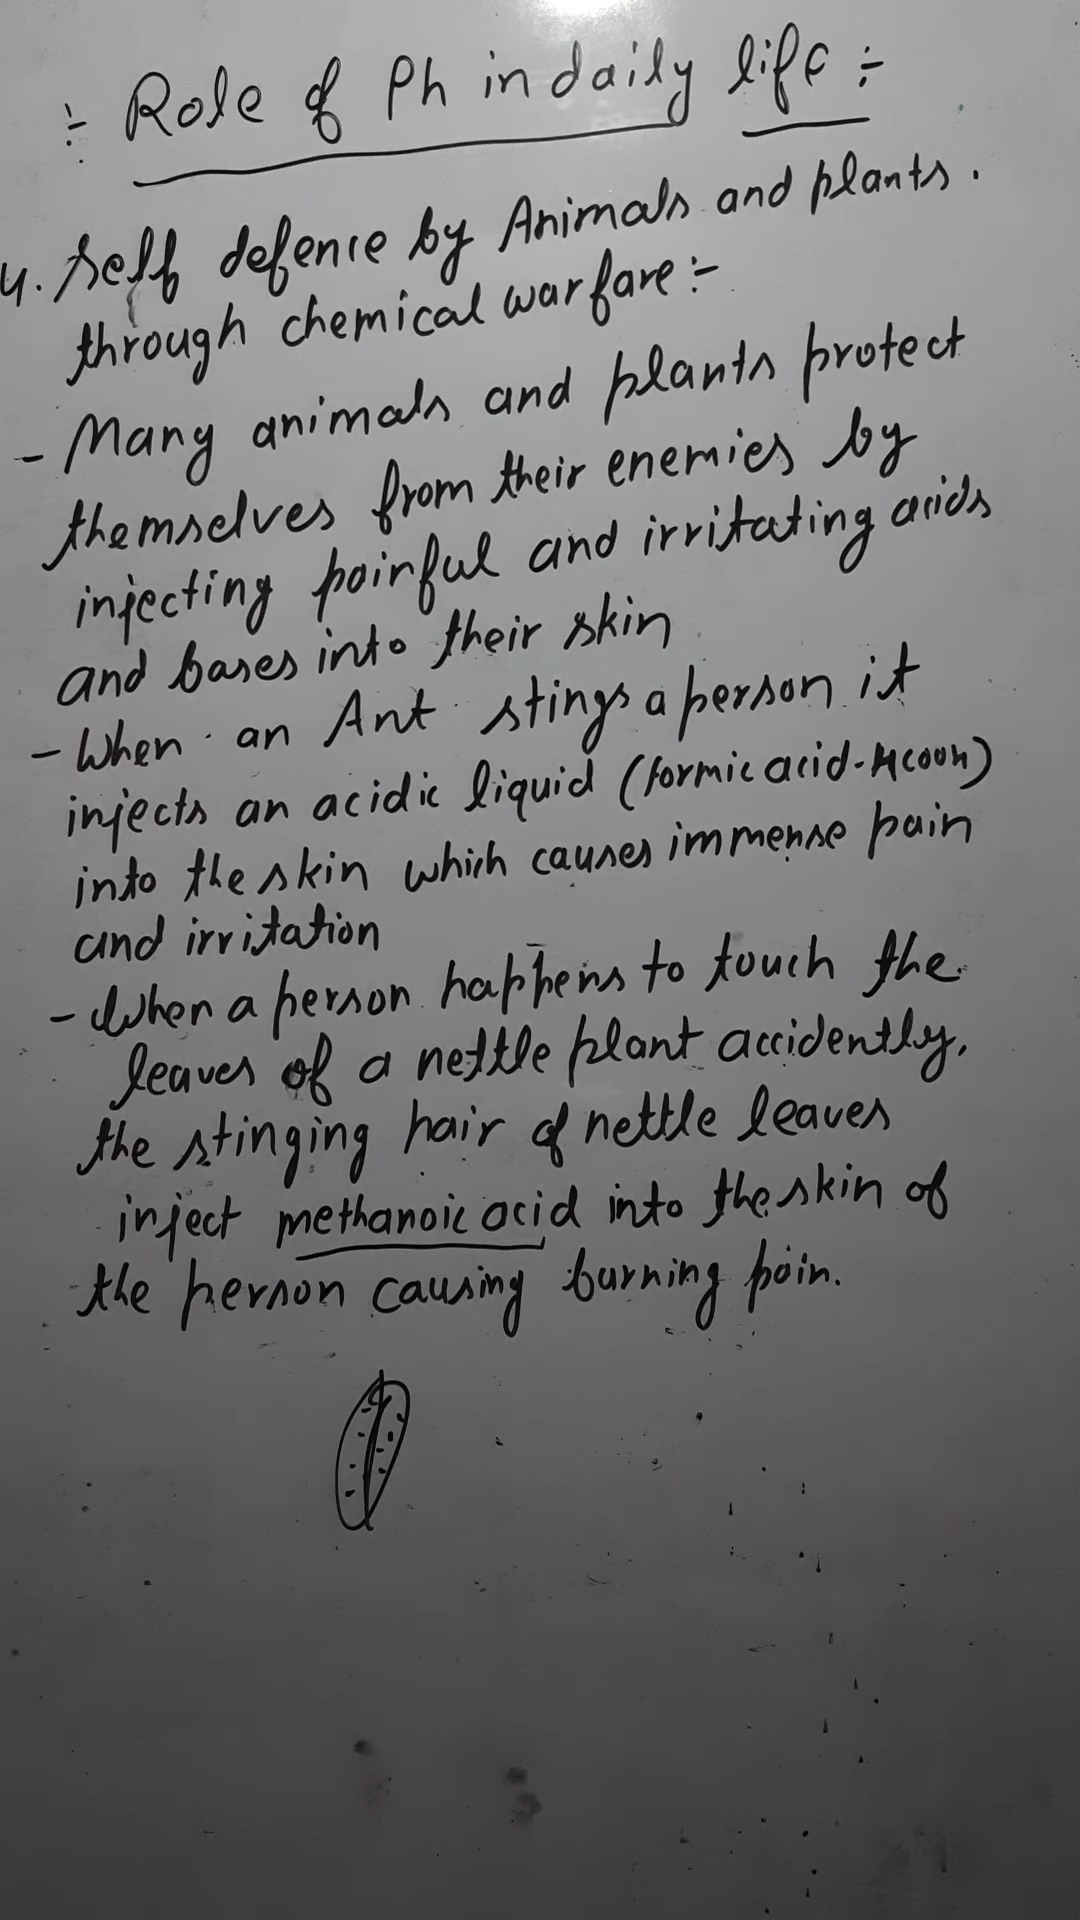 :- Role of Ph in daily life :-
4. Self defence by Animals and plants.
through chemical warfare :-
- Many animals and plants protect
themselves from their enemies by
injecting painful and irritating acids
and bases into their skin
- When an Ant stings a person it
injects an acidic liquid (formic acid-HCOOH)
into the skin which causes immense pain
and irritation
- When a person happens to touch the
leaves of a nettle plant accidently,
the stinging hair of nettle leaves
inject methanoic acid into the skin of
the person causing burning pain.